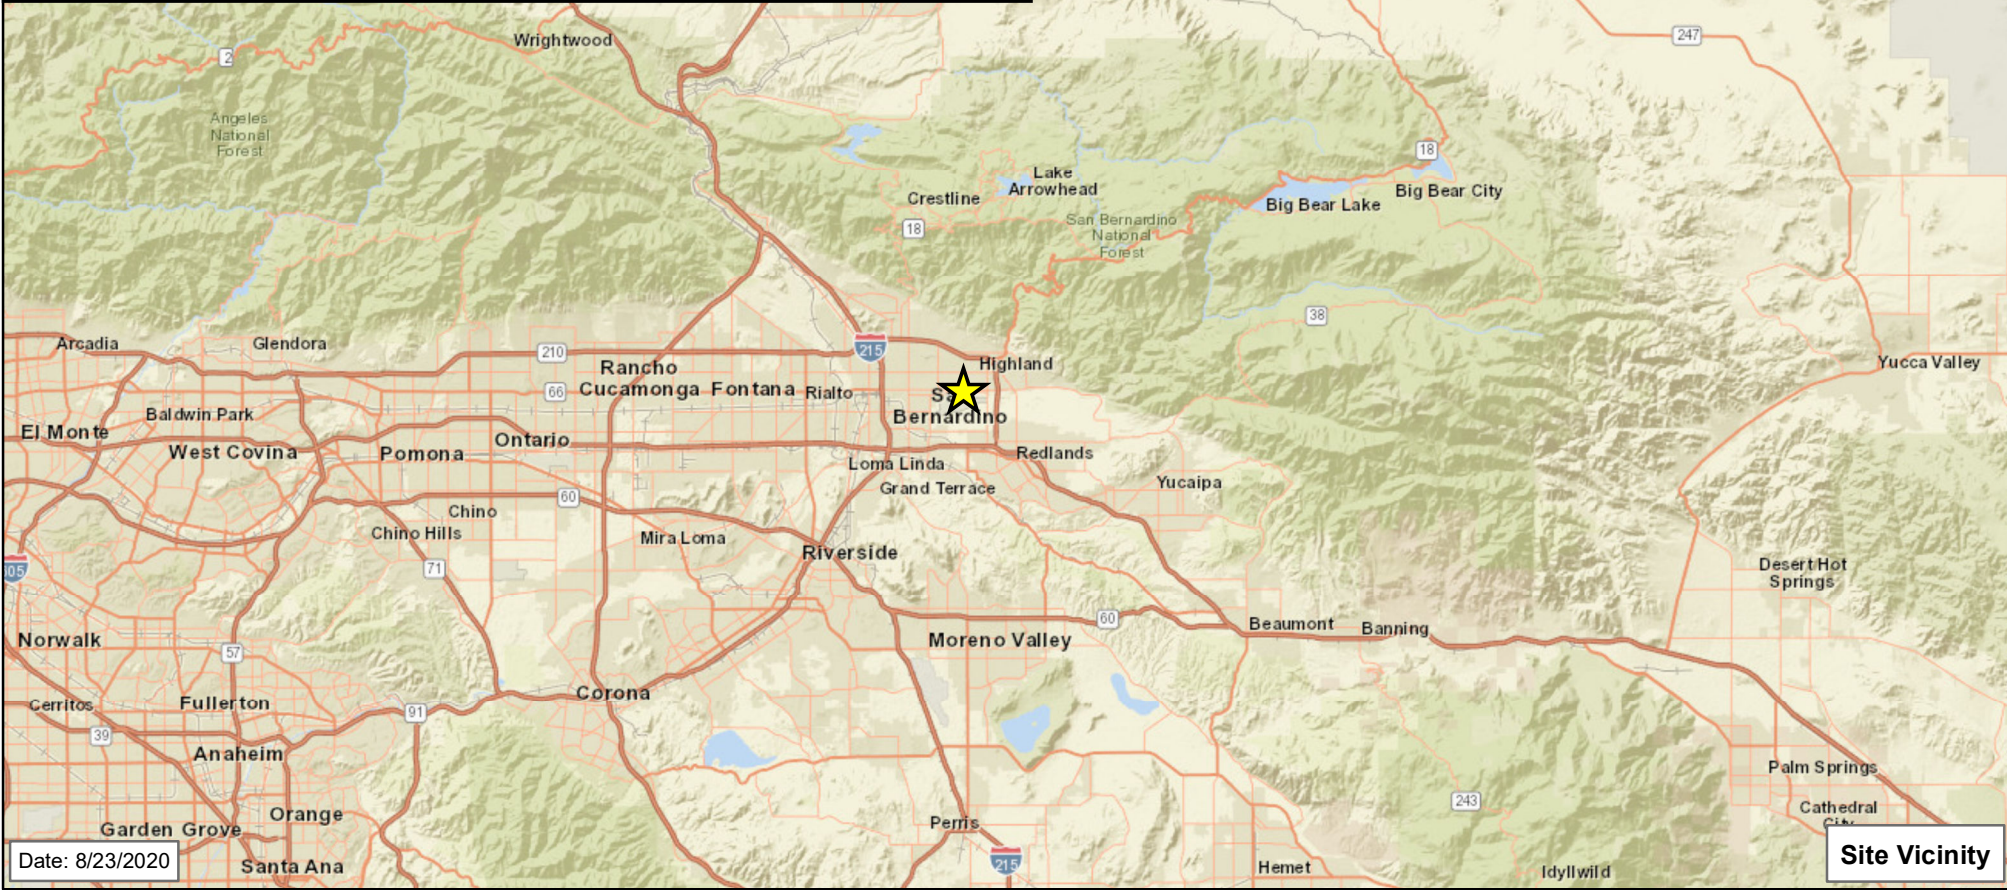 Wrightwood
247
2
Angeles
National
Forest
18
Lake
Arrowhead
Crestline
Big Bear City
Big Bear Lake
San Bernardino
National
Forest
18
38
Arcadia
Glendora
210
215
Highland
Yucca Valley
Rancho
Cucamonga
66
Fontana
Rialto
Bernardino
Baldwin Park
El Monte
West Covina
Pomona
Ontario
Loma Linda
Redlands
Grand Terrace
Yucaipa
60
Chino
Chino Hills
Mira Loma
Riverside
71
Desert Hot
Springs
60
Beaumont
Banning
Norwalk
57
Moreno Valley
Corona
Cerritos
Fullerton
91
39
Anaheim
Palm Springs
243
Cathedral
City
Orange
Garden Grove
Perris
Santa Ana
215
Hemet
Idyllwild
Date: 8/23/2020
Site Vicinity